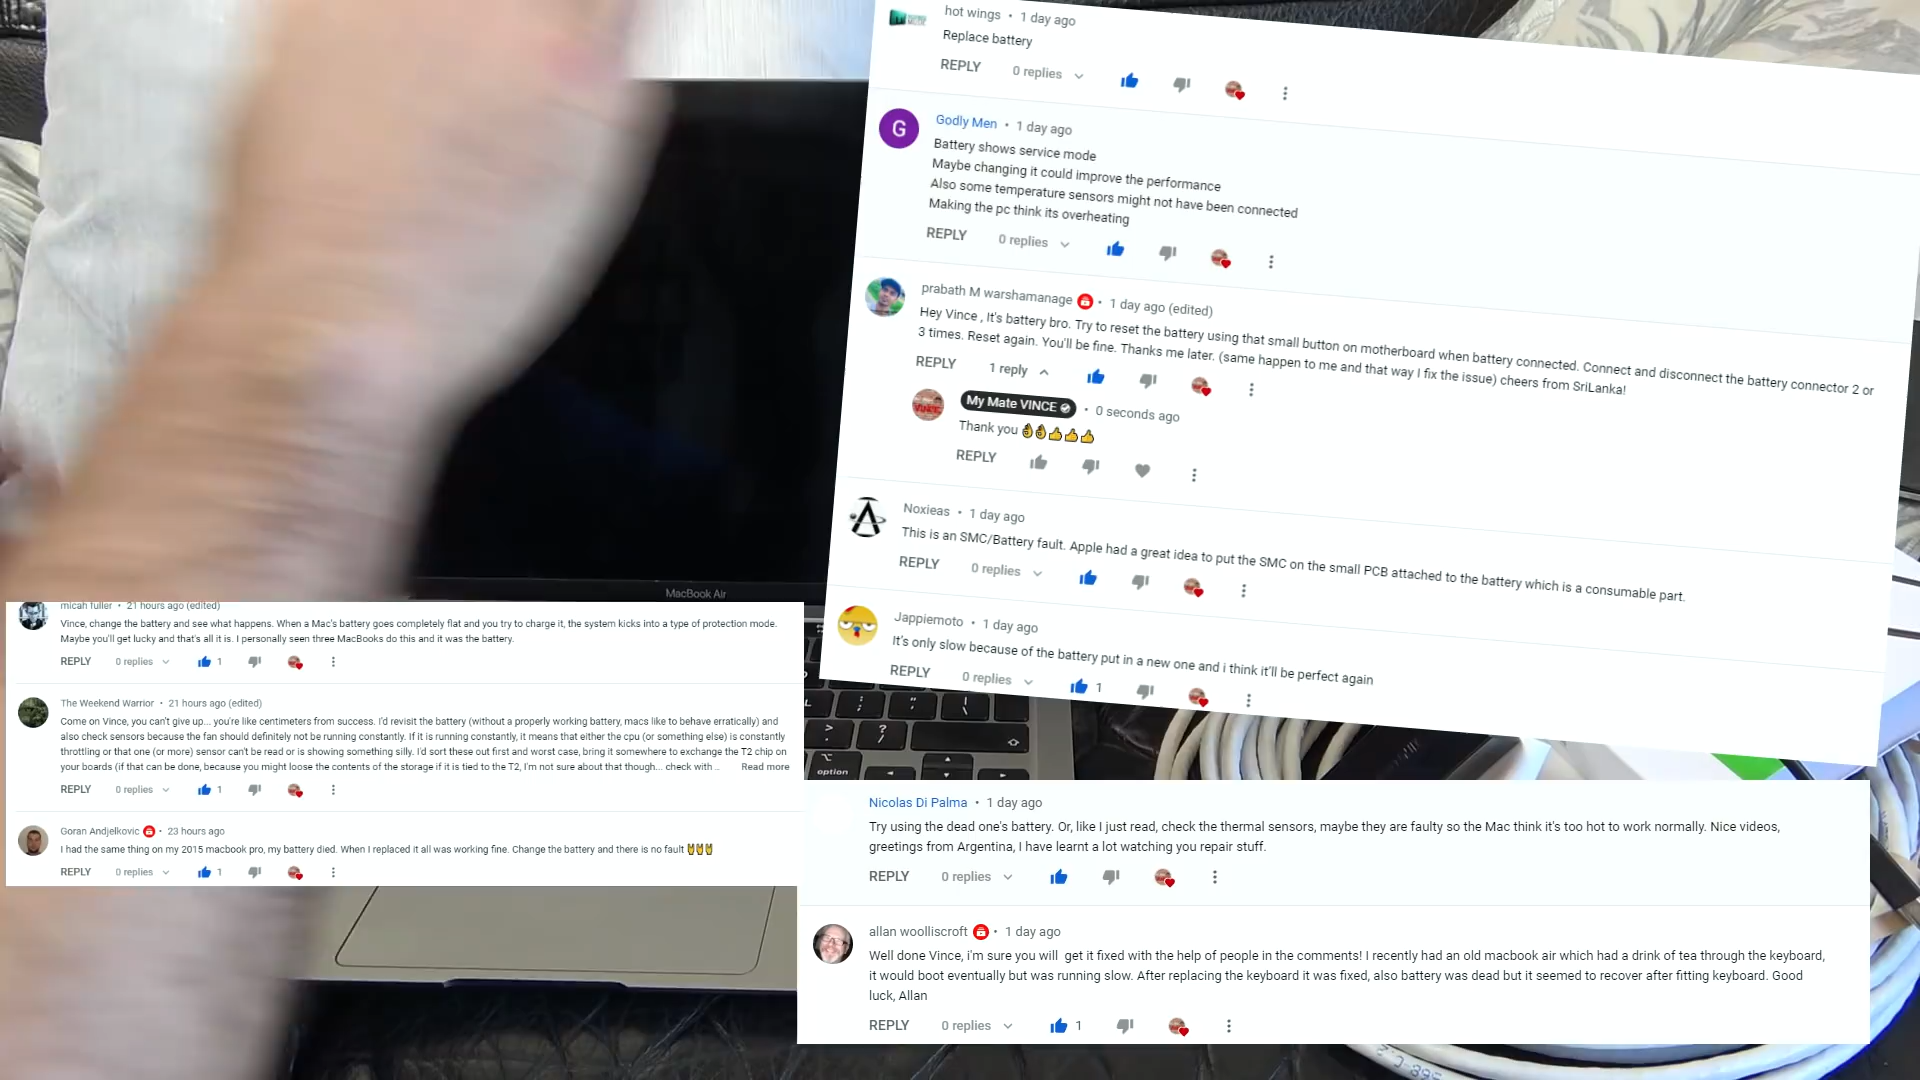 hot wings • 1 day ago
Replace battery
REPLY 0 replies
G
Godly Men • 1 day ago
Battery shows service mode
Maybe changing it could improve the performance
Also some temperature sensors might not have been connected
Making the pc think its overheating
REPLY 0 replies
prabath M warshamanage • 1 day ago (edited)
Hey Vince , It's battery bro. Try to reset the battery using that small button on motherboard when battery connected. Connect and disconnect the battery connector 2 or
3 times. Reset again. You'll be fine. Thanks me later. (same happen to me and that way I fix the issue) cheers from SriLanka!
REPLY 1 reply
My Mate VINCE • 0 seconds ago
Thank you 👌👌👍👍👍
REPLY
Noxieas • 1 day ago
This is an SMC/Battery fault. Apple had a great idea to put the SMC on the small PCB attached to the battery which is a consumable part.
REPLY 0 replies
Jappiemoto • 1 day ago
It's only slow because of the battery put in a new one and i think it'll be perfect again
REPLY 0 replies 1
MacBook Air
micah fuller • 21 hours ago (edited)
Vince, change the battery and see what happens. When a Mac's battery goes completely flat and you try to charge it, the system kicks into a type of protection mode.
Maybe you'll get lucky and that's all it is. I personally seen three MacBooks do this and it was the battery.
REPLY 0 replies 1
The Weekend Warrior • 21 hours ago (edited)
Come on Vince, you can't give up... you're like centimeters from success. I'd revisit the battery (without a properly working battery, macs like to behave erratically) and
also check sensors because the fan should definitely not be running constantly. If it is running constantly, it means that either the cpu (or something else) is constantly
throttling or that one (or more) sensor can't be read or is showing something silly. I'd sort these out first and worst case, bring it somewhere to exchange the T2 chip on
your boards (if that can be done, because you might loose the contents of the storage if it is tied to the T2, I'm not sure about that though... check with ... Read more
REPLY 0 replies 1
Goran Andjelkovic • 23 hours ago
I had the same thing on my 2015 macbook pro, my battery died. When I replaced it all was working fine. Change the battery and there is no fault 🤘🤘🤘
REPLY 0 replies 1
option
Nicolas Di Palma • 1 day ago
Try using the dead one's battery. Or, like I just read, check the thermal sensors, maybe they are faulty so the Mac think it's too hot to work normally. Nice videos,
greetings from Argentina, I have learnt a lot watching you repair stuff.
REPLY 0 replies
allan woolliscroft • 1 day ago
Well done Vince, i'm sure you will get it fixed with the help of people in the comments! I recently had an old macbook air which had a drink of tea through the keyboard,
it would boot eventually but was running slow. After replacing the keyboard it was fixed, also battery was dead but it seemed to recover after fitting keyboard. Good
luck, Allan
REPLY 0 replies 1